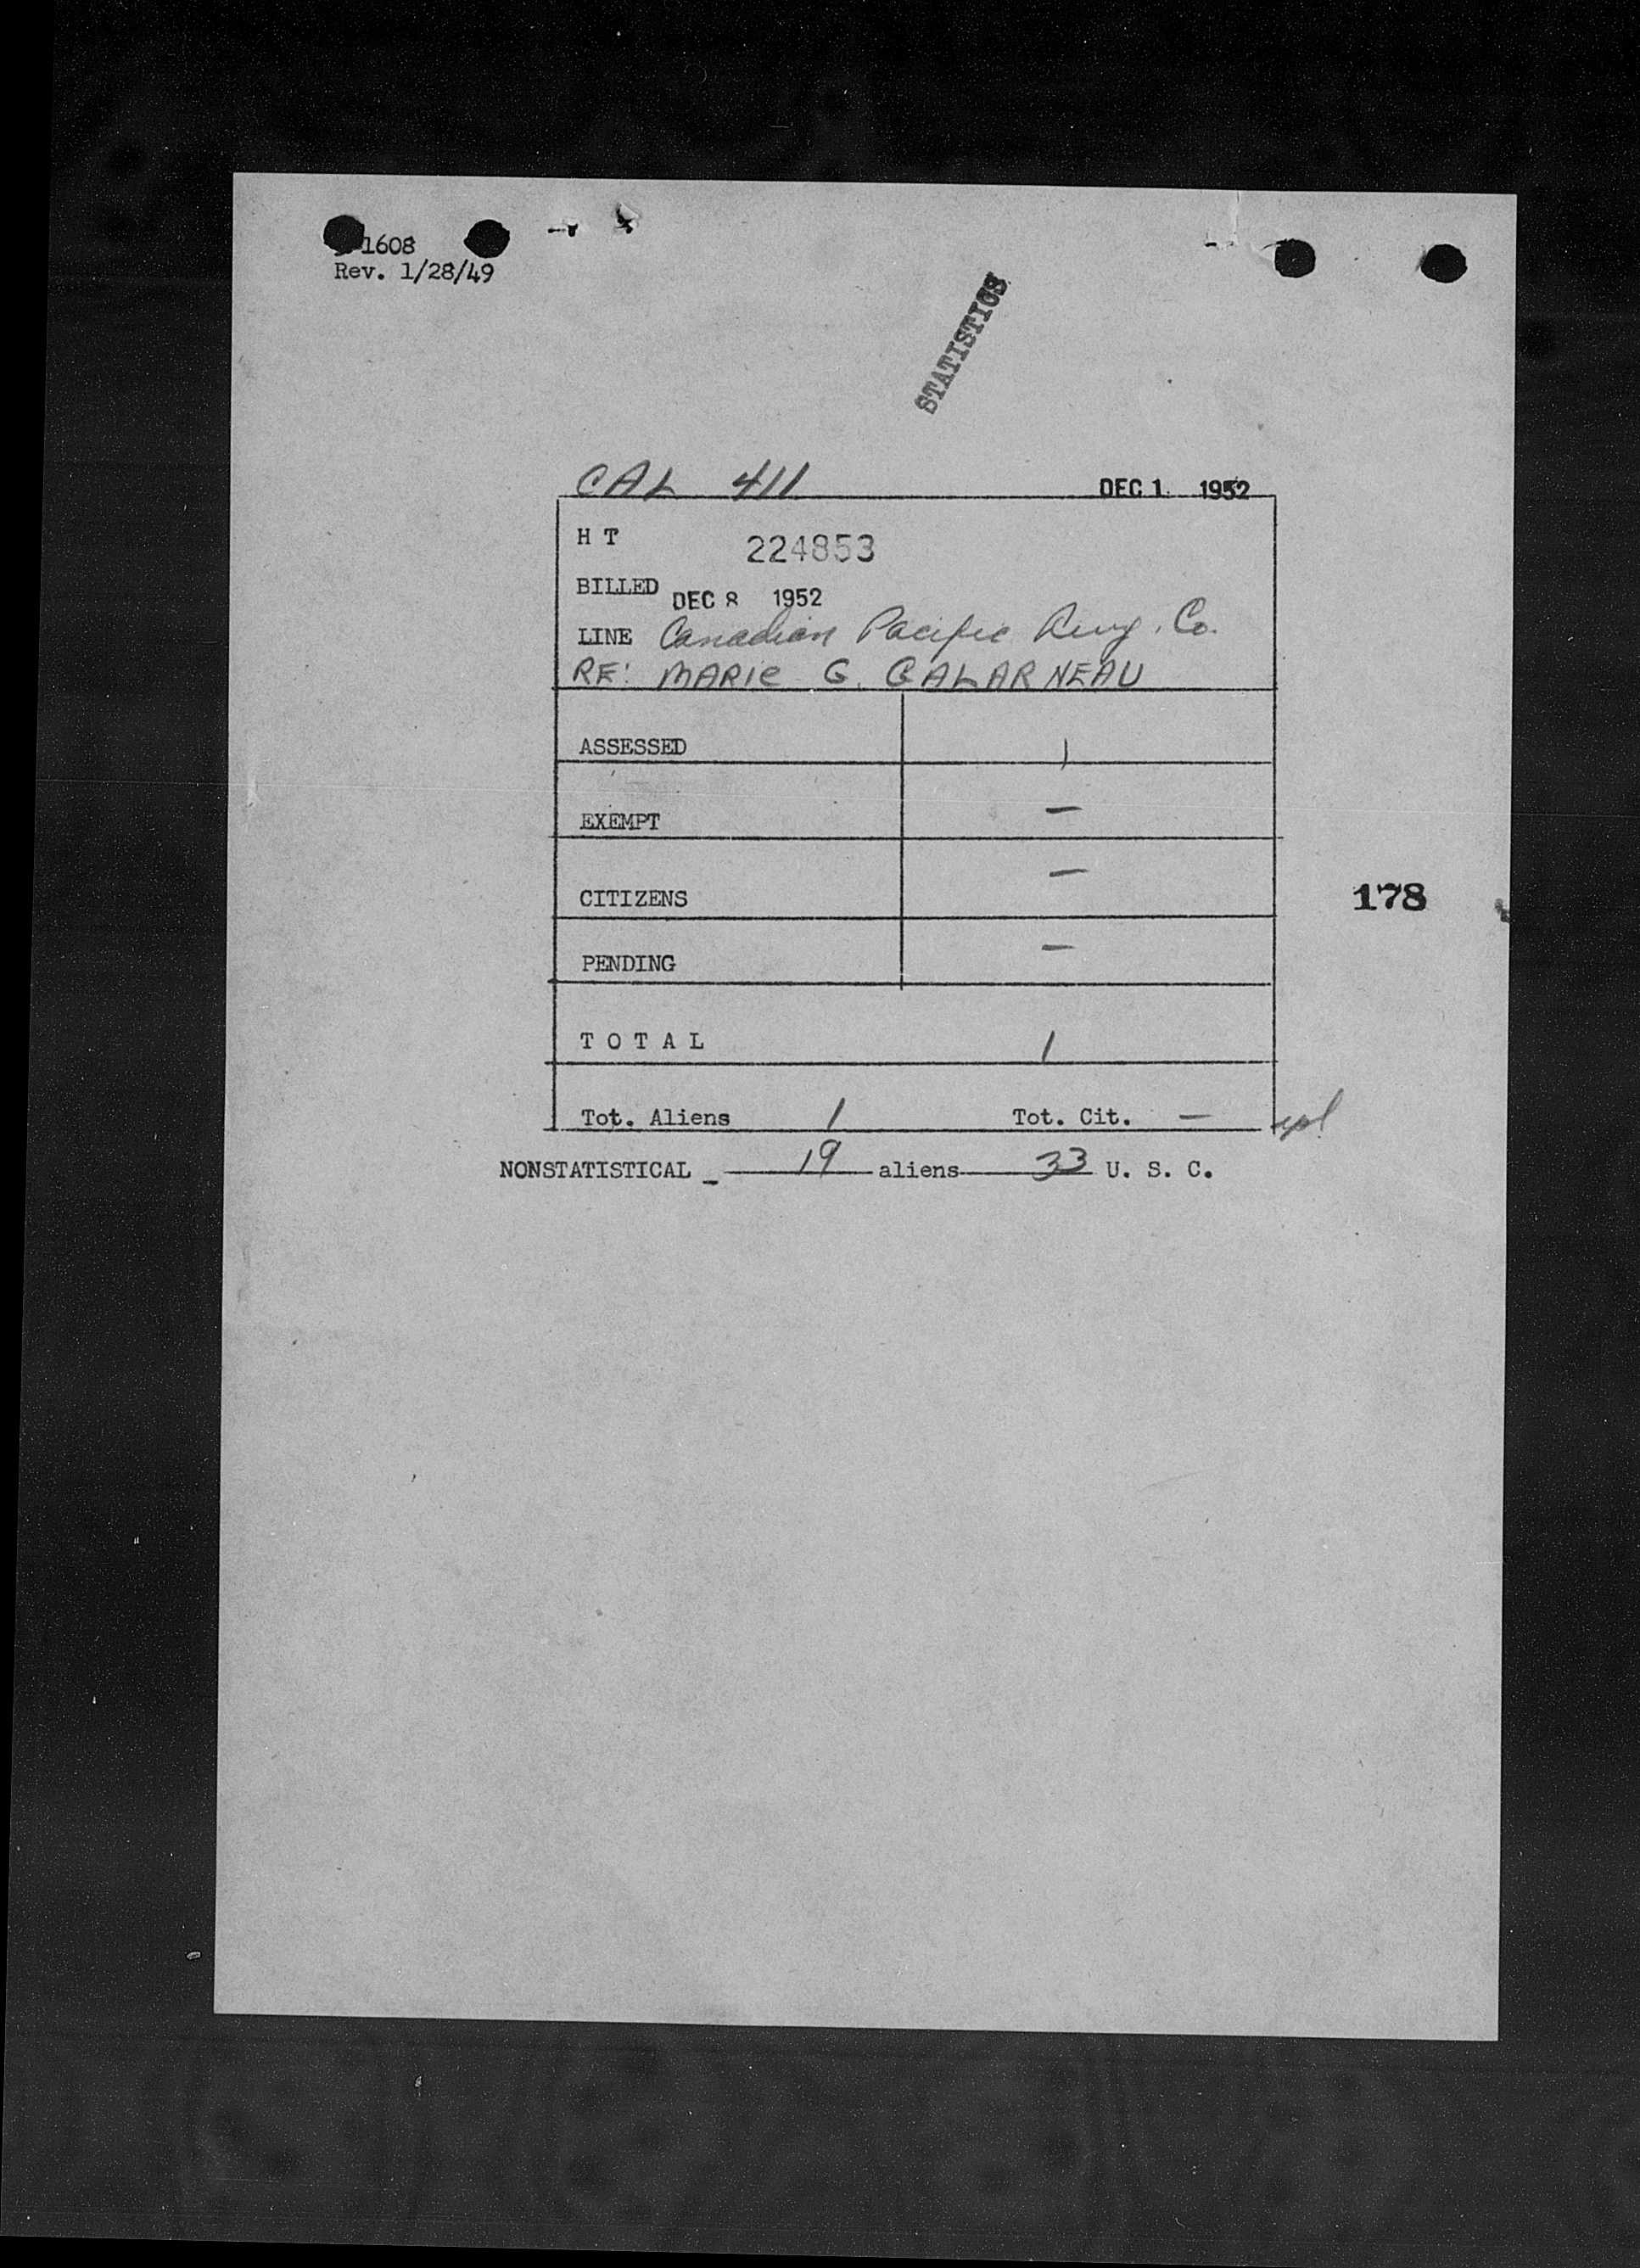 1608
Rev. 1/28/49
STATISTICS
CAL 411 DEC 1 1952
H T 224853
BILLED DEC 8 1952
LINE Canadian Pacific Rwy. Co.
RE: MARIE G. GALARNEAU
ASSESSED 1
EXEMPT —
CITIZENS —
178
PENDING —
T O T A L 1
Tot. Aliens 1 Tot. Cit. —
NONSTATISTICAL 19 aliens 33 U. S. C.